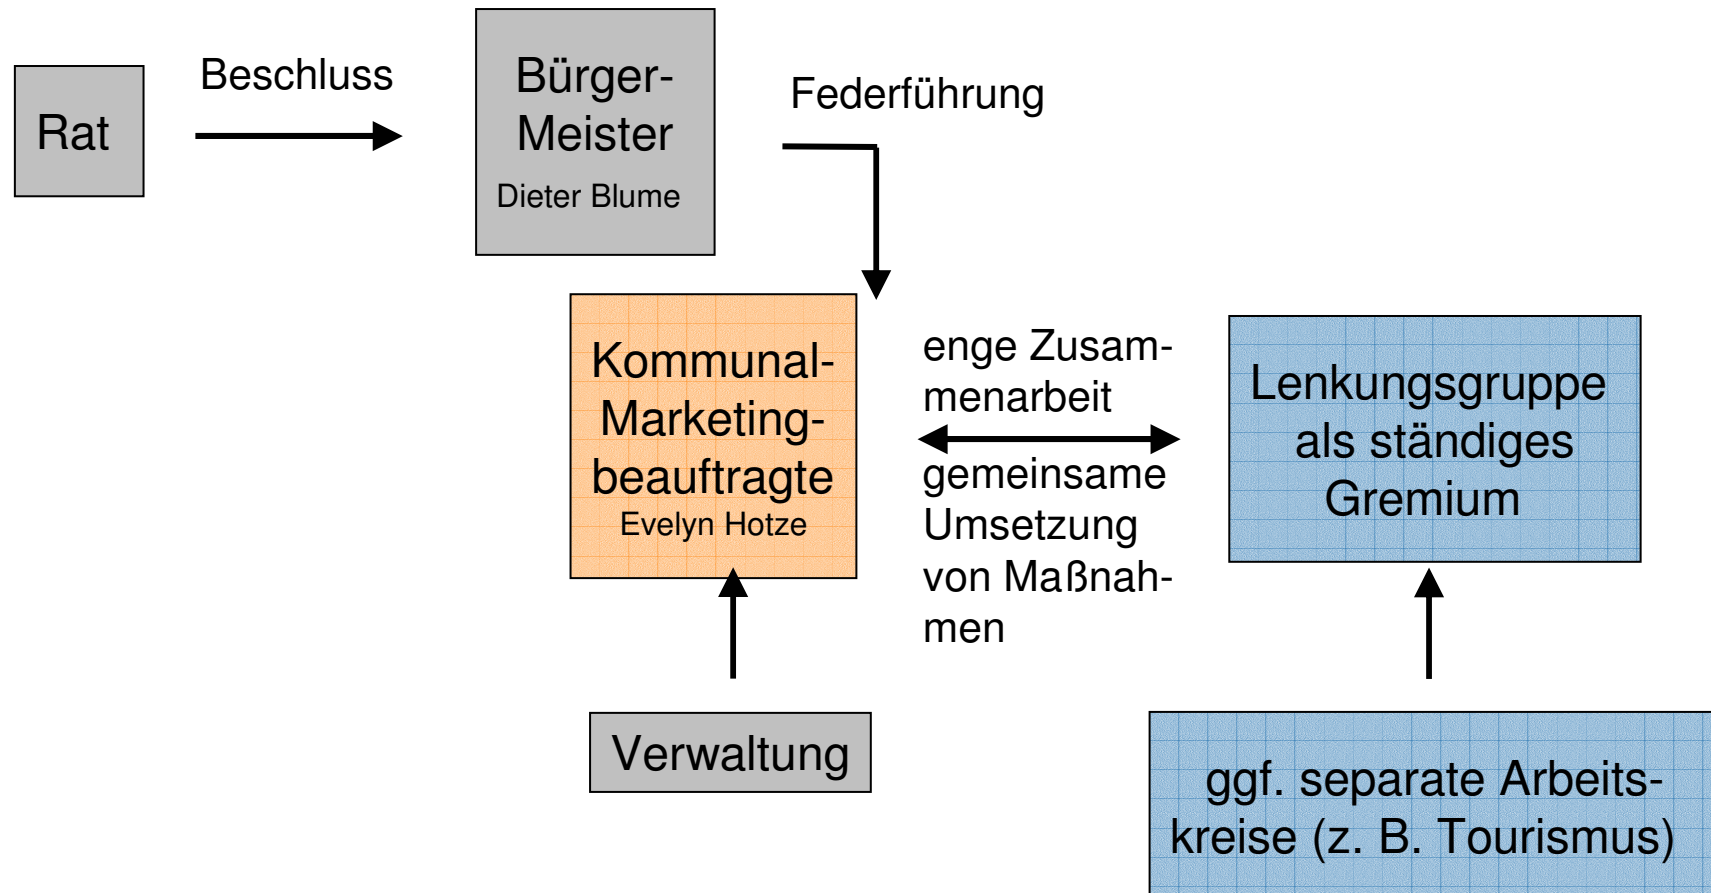 Rat
Beschluss
Bürger-
Meister
Dieter Blume
Federführung
Kommunal-
Marketing-
beauftragte
Evelyn Hotze
enge Zusam-
menarbeit
gemeinsame
Umsetzung
von Maßnah-
men
Lenkungsgruppe
als ständiges
Gremium
Verwaltung
ggf. separate Arbeits-
kreise (z. B. Tourismus)